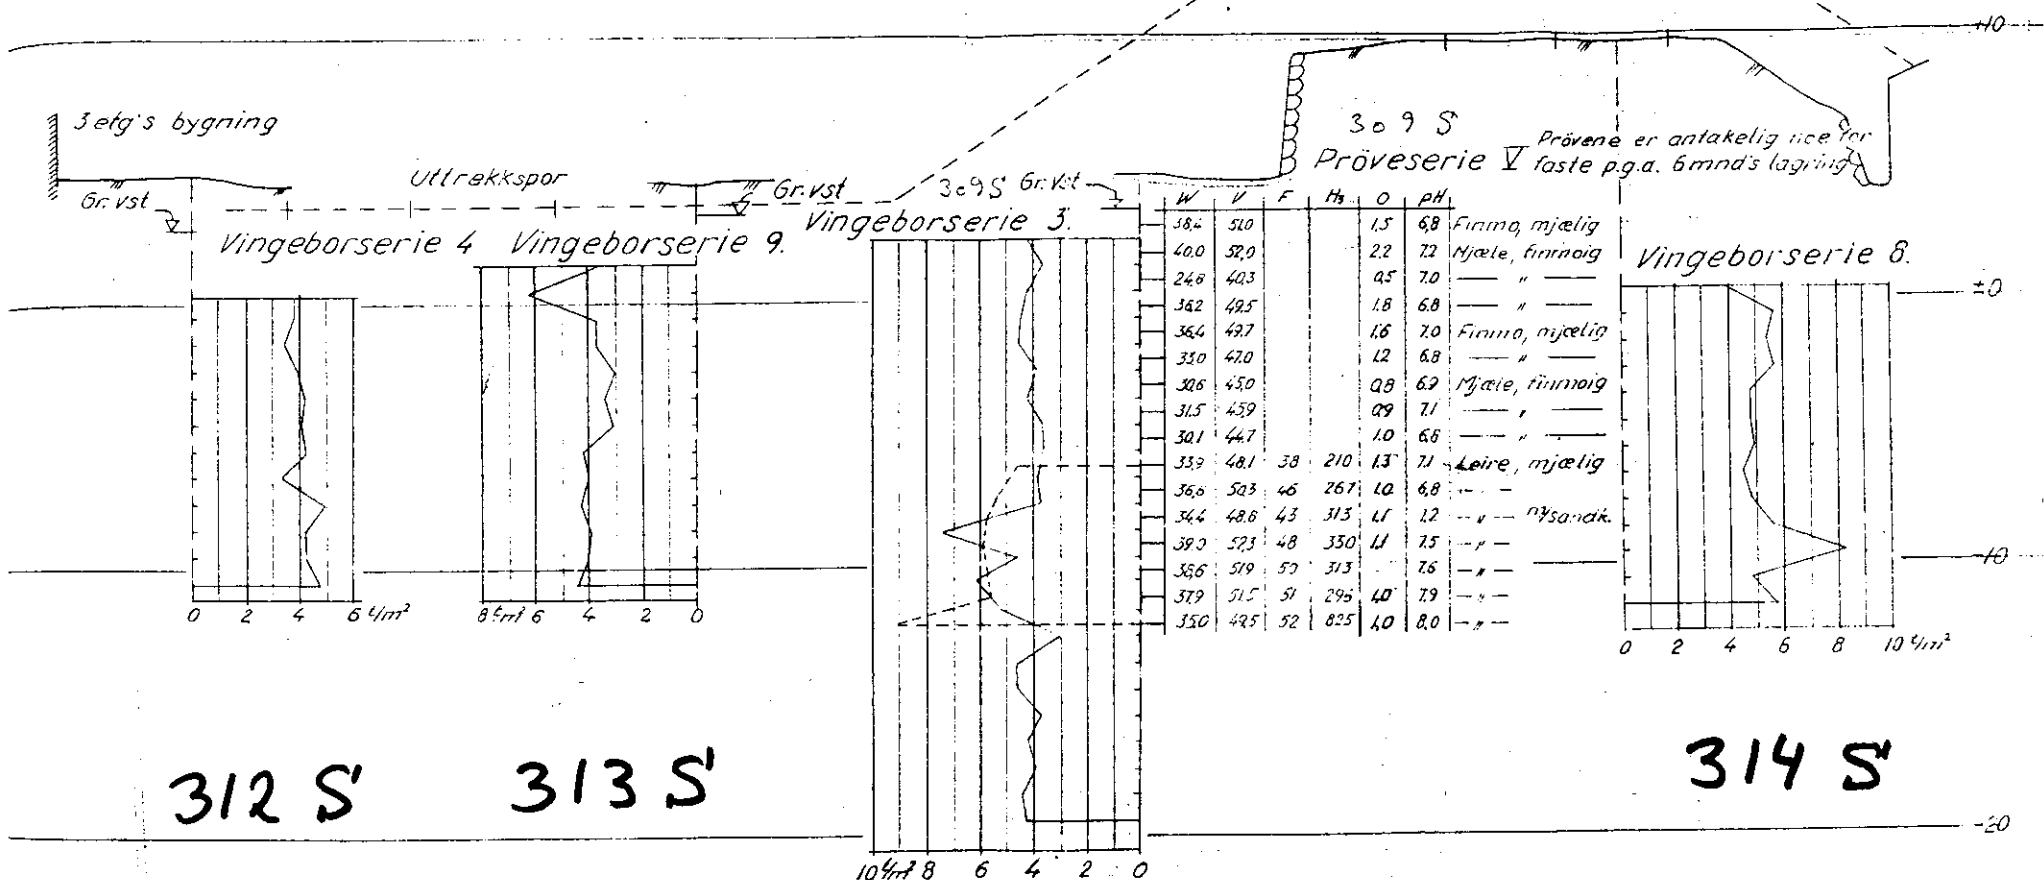 +10
3 etg's bygning
309 S
Pröveserie V
Prövene er antakelig noe for
faste p.g.a. 6mnd's lagring
Uttrekkspor
Gr.vst
Gr.vst
309S Gr.vst
Vingeborserie 4
Vingeborserie 9.
Vingeborserie 3.
Vingeborserie 8.
W V F H₃ O pH
38,4 51,0 1,5 6,8 Finmo, mjælig
40,0 52,0 2,2 7,2 Mjæle, finmoig
24,8 40,3 0,5 7,0 — " —
36,2 49,5 1,8 6,8 — " —
36,4 49,7 1,6 7,0 Finmo, mjælig
33,0 47,0 1,2 6,8 — " —
30,6 45,0 0,8 6,9 Mjæle, finmoig
31,5 45,9 0,9 7,1 — " —
30,1 44,7 1,0 6,8 — " —
33,9 48,1 38 210 1,3 7,1 Leire, mjælig
36,6 50,3 46 267 1,0 6,8 - " -
34,4 48,6 43 313 1,1 7,2 - " - m/sandk.
39,0 52,3 48 330 1,1 7,5 - " -
38,6 51,9 50 313 7,6 - " -
37,9 51,5 51 296 1,0 7,9 - " -
35,0 49,5 52 825 1,0 8,0 - " -
±0
-10
0 2 4 6 t/m²
8 t/m² 6 4 2 0
0 2 4 6 8 10 t/m²
312 S
313 S
314 S
-20
10 t/m² 8 6 4 2 0